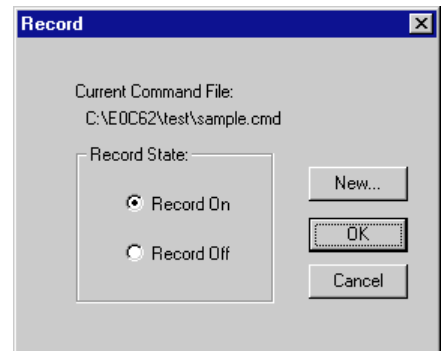 Record
Current Command File:
C:\E0C62\test\sample.cmd
Record State:
Record On
Record Off
New...
OK
Cancel